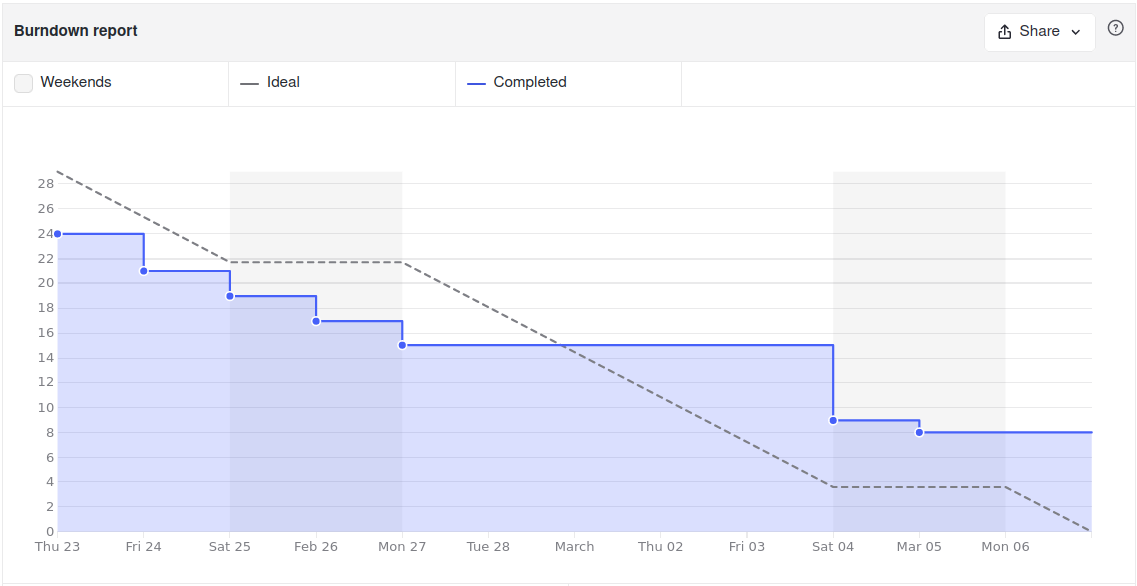 Burndown report
Share
?
Weekends
Ideal
Completed
28
26
24
22
20
18
16
14
12
10
8
6
4
2
0
Thu 23 Fri 24 Sat 25 Feb 26 Mon 27 Tue 28 March Thu 02 Fri 03 Sat 04 Mar 05 Mon 06